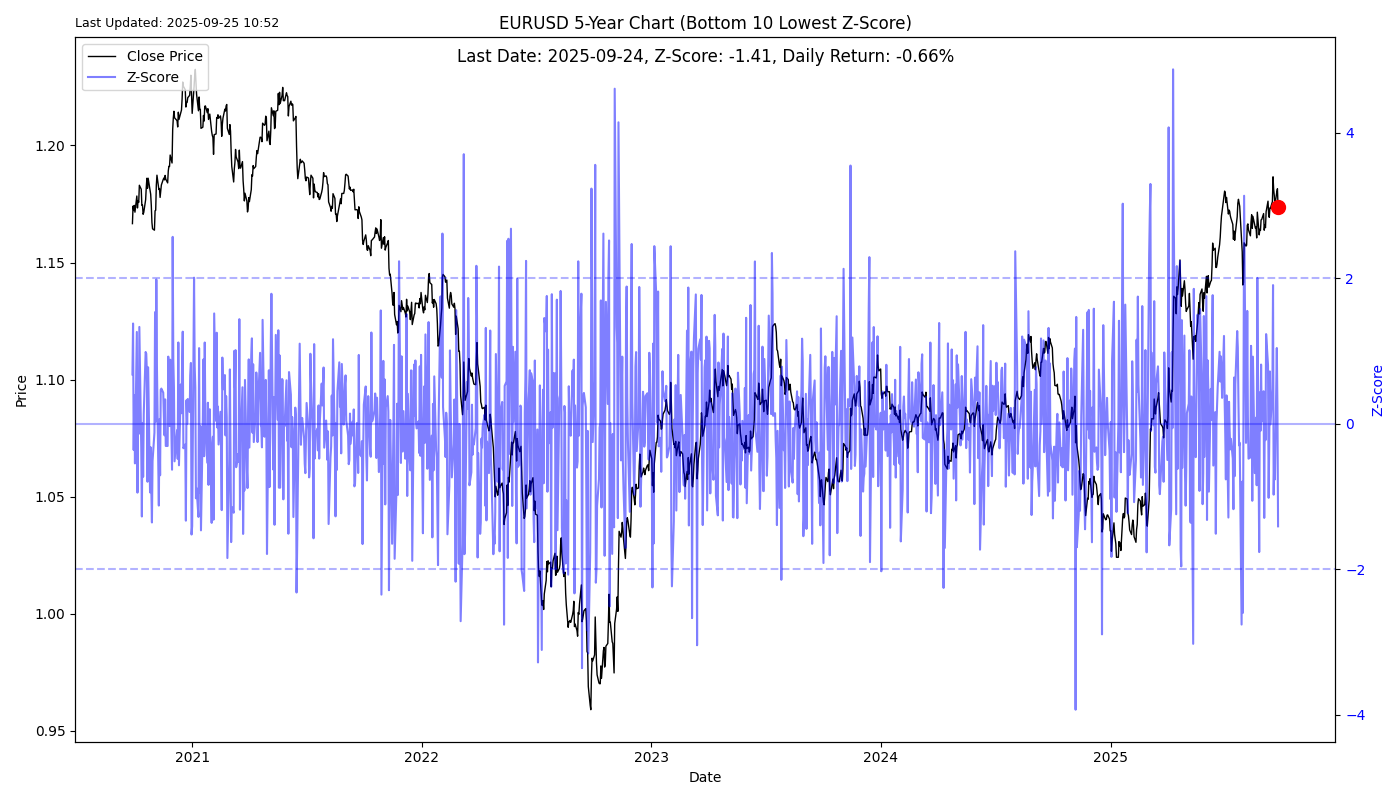 Last Updated: 2025-09-25 10:52
EURUSD 5-Year Chart (Bottom 10 Lowest Z-Score)
Last Date: 2025-09-24, Z-Score: -1.41, Daily Return: -0.66%
Close Price
Z-Score
Price
1.20
1.15
1.10
1.05
1.00
0.95
4
2
0
−2
−4
Z-Score
2021
2022
2023
2024
2025
Date